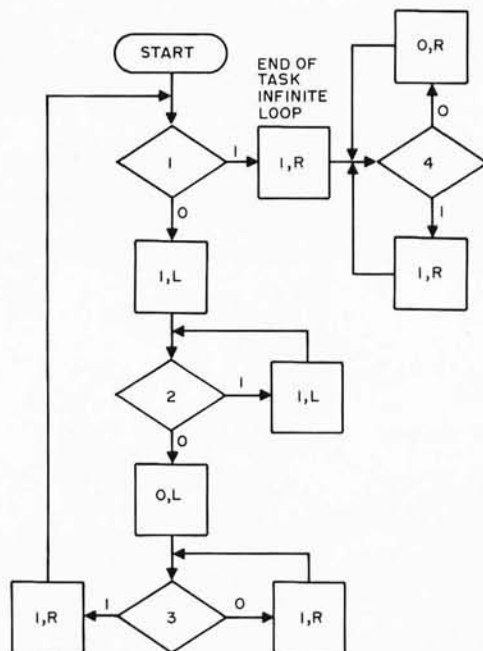 START
END OF
TASK
INFINITE
LOOP
0,R
0
1
1
1,R
4
0
1
1,L
1,R
2
1
1,L
0
0,L
1,R
1
3
0
1,R